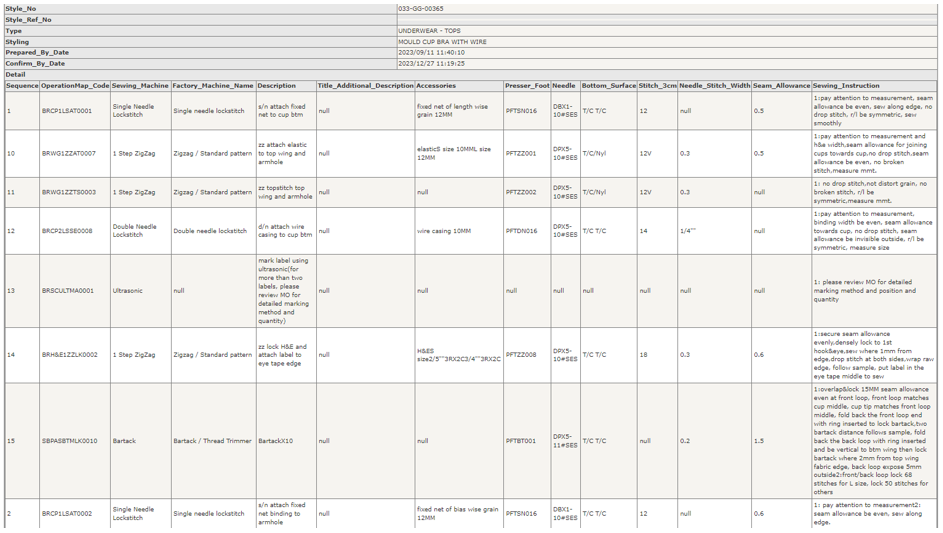 Style_No 033-GG-00365
Style_Ref_No
Type UNDERWEAR - TOPS
Styling MOULD CUP BRA WITH WIRE
Prepared_By_Date 2023/09/11 11:40:10
Confirm_By_Date 2023/12/27 11:19:25
Detail
Sequence OperationMap_Code Sewing_Machine Factory_Machine_Name Description Title_Additional_Description Accessories Presser_Foot Needle Bottom_Surface Stitch_3cm Needle_Stitch_Width Seam_Allowance Sewing_Instruction
1 BRCP1LSAT0001 Single Needle Lockstitch Single needle lockstitch s/n attach fixed net to cup btm null fixed net of length wise grain 12MM PFTSN016 DBX1-10#SES T/C T/C 12 null 0.5 1:pay attention to measurement, seam allowance be even, sew along edge, no drop stitch, r/l be symmetric, sew smoothly
10 BRWG1ZZAT0007 1 Step ZigZag Zigzag / Standard pattern zz attach elastic to top wing and armhole null elasticS size 10MML size 12MM PFTZZ001 DPX5-10#SES T/C/Nyl 12V 0.3 0.5 1:pay attention to measurement and h&e width,seam allowance for joining cups towards cup,no drop stitch,seam allowance be even, no broken stitch,measure mmt.
11 BRWG1ZZTS0003 1 Step ZigZag Zigzag / Standard pattern zz topstitch top wing and armhole null null PFTZZ002 DPX5-10#SES T/C/Nyl 12V 0.3 null 1: no drop stitch,not distort grain, no broken stitch, r/l be symmetric,measure mmt.
12 BRCP2LSSE0008 Double Needle Lockstitch Double needle lockstitch d/n attach wire casing to cup btm null wire casing 10MM PFTDN016 DPX5-10#SES T/C T/C 14 1/4"" null 1:pay attention to measurement, binding width be even, seam allowance towards cup, no drop stitch, seam allowance be invisible outside, r/l be symmetric, measure size
13 BRSCULTMA0001 Ultrasonic null mark label using ultrasonic(for more than two labels, please review MO for detailed marking method and quantity) null null null null null null null null 1: please review MO for detailed marking method and position and quantity
14 BRH&E1ZZLK0002 1 Step ZigZag Zigzag / Standard pattern zz lock H&E and attach label to eye tape edge null H&ES size2/5""3RX2C3/4""3RX2C PFTZZ008 DPX5-10#SES T/C T/C 18 0.3 0.6 1:secure seam allowance evenly,densely lock to 1st hook&eye,sew where 1mm from edge,drop stitch at both sides,wrap raw edge, follow sample, put label in the eye tape middle to sew
15 SBPASBTMLK0010 Bartack Bartack / Thread Trimmer BartackX10 null null PFTBT001 DPX5-11#SES T/C T/C null 0.2 1.5 1:overlap&lock 15MM seam allowance even at front loop, front loop matches cup middle, cup tip matches front loop middle, fold back the front loop end with ring inserted to lock bartack,two bartack distance follows sample, fold back the back loop with ring inserted and be vertical to btm wing then lock bartack where 2mm from top wing fabric edge, back loop expose 5mm outside2:front/back loop lock 68 stitches for L size, lock 50 stitches for others
2 BRCP1LSAT0002 Single Needle Lockstitch Single needle lockstitch s/n attach fixed net binding to armhole null fixed net of bias wise grain 12MM PFTSN016 DBX1-10#SES T/C T/C 12 null 0.6 1: pay attention to measurement2: seam allowance be even, sew along edge.